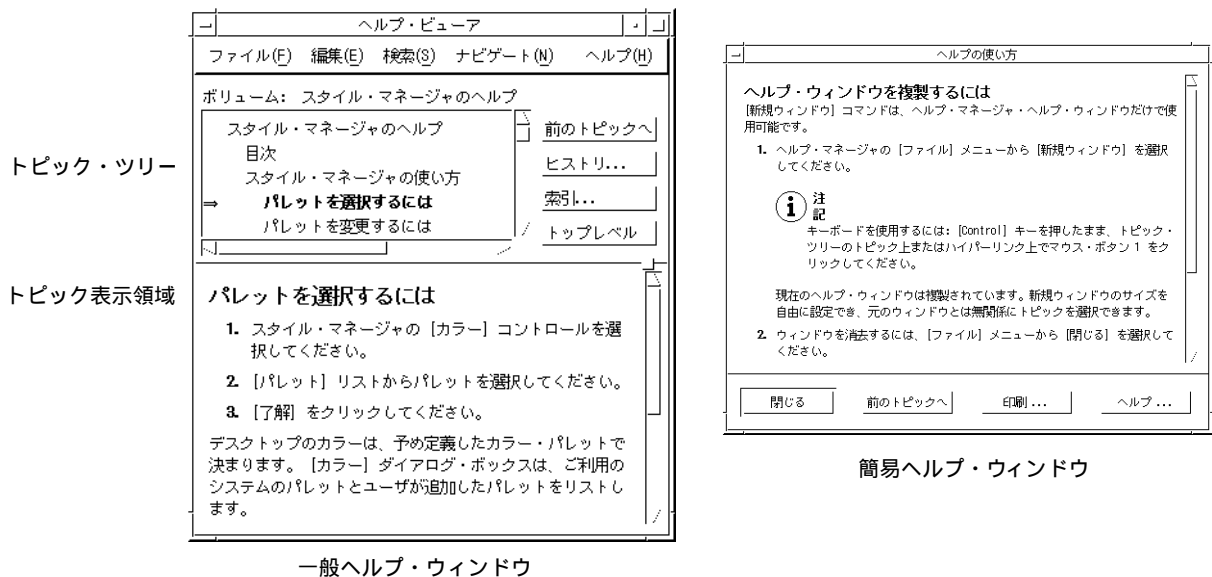 ヘルプ・ビューア
ファイル(F) 編集(E) 検索(S) ナビゲート(N) ヘルプ(H)
ボリューム: スタイル・マネージャのヘルプ
トピック・ツリー
スタイル・マネージャのヘルプ
目次
スタイル・マネージャの使い方
⇒ パレットを選択するには
パレットを変更するには
前のトピックへ
ヒストリ...
索引...
トップレベル
トピック表示領域
パレットを選択するには
1. スタイル・マネージャの [カラー] コントロールを選
択してください。
2. [パレット] リストからパレットを選択してください。
3. [了解] をクリックしてください。
デスクトップのカラーは、予め定義したカラー・パレットで
決まります。 [カラー] ダイアログ・ボックスは、ご利用の
システムのパレットとユーザが追加したパレットをリストし
ます。
一般ヘルプ・ウィンドウ
ヘルプの使い方
ヘルプ・ウィンドウを複製するには
[新規ウィンドウ] コマンドは、ヘルプ・マネージャ・ヘルプ・ウィンドウだけで使
用可能です。
1. ヘルプ・マネージャの [ファイル] メニューから [新規ウィンドウ] を選択
してください。
i 注
記
キーボードを使用するには: [Control] キーを押したまま、トピック・
ツリーのトピック上またはハイパーリンク上でマウス・ボタン 1 をク
リックしてください。
現在のヘルプ・ウィンドウは複製されています。新規ウィンドウのサイズを
自由に設定でき、元のウィンドウとは無関係にトピックを選択できます。
2. ウィンドウを消去するには、[ファイル] メニューから [閉じる] を選択して
ください。
閉じる 前のトピックへ 印刷 ... ヘルプ ...
簡易ヘルプ・ウィンドウ